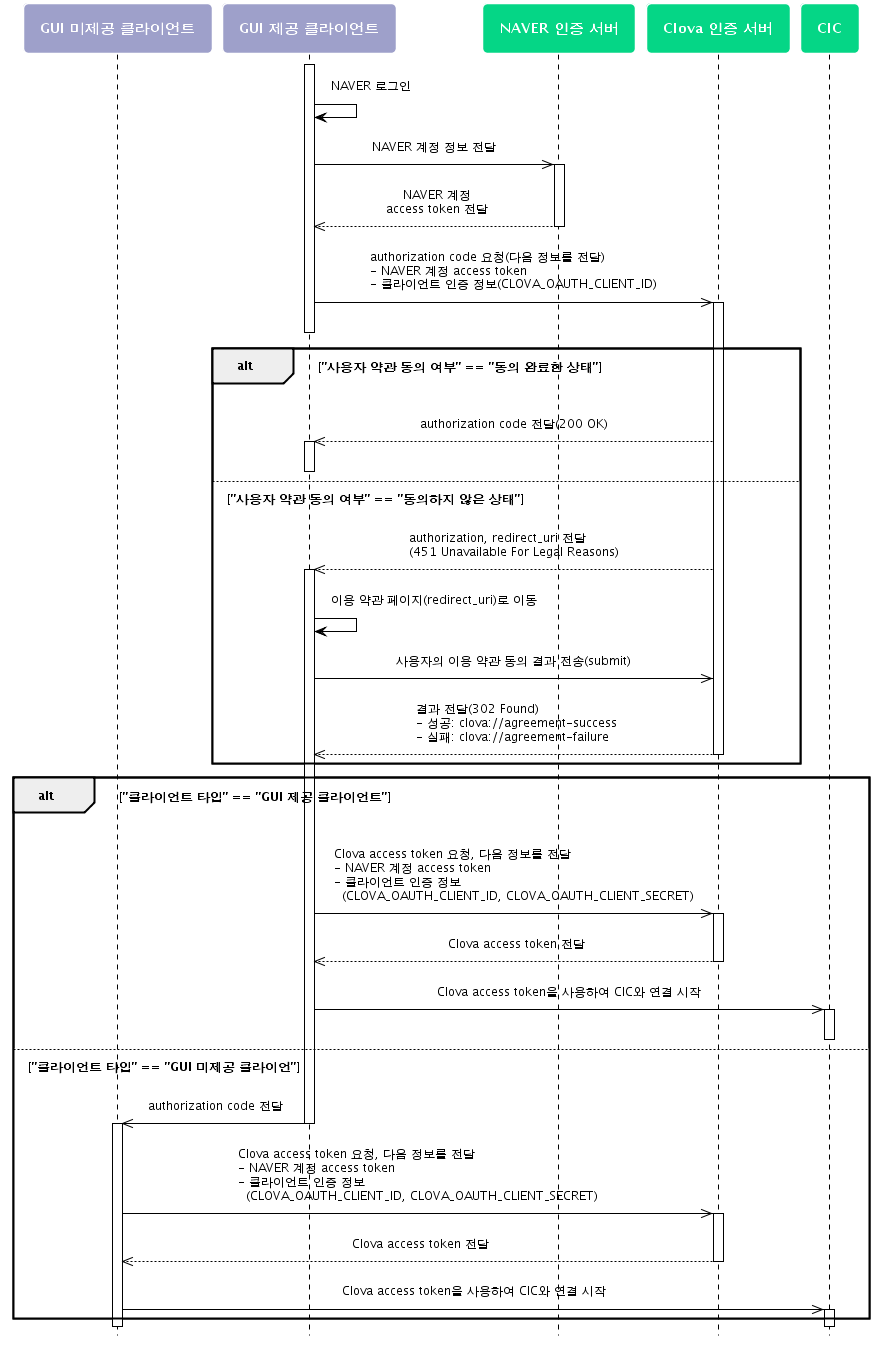 GUI 미제공 클라이언트
GUI 제공 클라이언트
NAVER 인증 서버
Clova 인증 서버
CIC
NAVER 로그인
NAVER 계정 정보 전달
NAVER 계정
access token 전달
authorization code 요청(다음 정보를 전달)
- NAVER 계정 access token
- 클라이언트 인증 정보(CLOVA_OAUTH_CLIENT_ID)
alt
["사용자 약관 동의 여부" == "동의 완료한 상태"]
authorization code 전달(200 OK)
["사용자 약관 동의 여부" == "동의하지 않은 상태"]
authorization, redirect_uri 전달
(451 Unavailable For Legal Reasons)
이용 약관 페이지(redirect_uri)로 이동
사용자의 이용 약관 동의 결과 전송(submit)
결과 전달(302 Found)
- 성공: clova://agreement-success
- 실패: clova://agreement-failure
alt
["클라이언트 타입" == "GUI 제공 클라이언트"]
Clova access token 요청, 다음 정보를 전달
- NAVER 계정 access token
- 클라이언트 인증 정보
(CLOVA_OAUTH_CLIENT_ID, CLOVA_OAUTH_CLIENT_SECRET)
Clova access token 전달
Clova access token을 사용하여 CIC와 연결 시작
["클라이언트 타입" == "GUI 미제공 클라이언"]
authorization code 전달
Clova access token 요청, 다음 정보를 전달
- NAVER 계정 access token
- 클라이언트 인증 정보
(CLOVA_OAUTH_CLIENT_ID, CLOVA_OAUTH_CLIENT_SECRET)
Clova access token 전달
Clova access token을 사용하여 CIC와 연결 시작